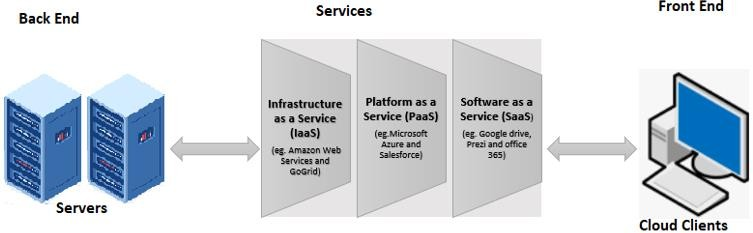 Back End
Services
Front End
Infrastructure
as a Service
(IaaS)
(eg. Amazon Web
Services and
GoGrid)
Platform as a
Service (PaaS)
(eg.Microsoft
Azure and
Salesforce)
Software as a
Service (SaaS)
(eg. Google drive,
Prezi and office
365)
Servers
Cloud Clients